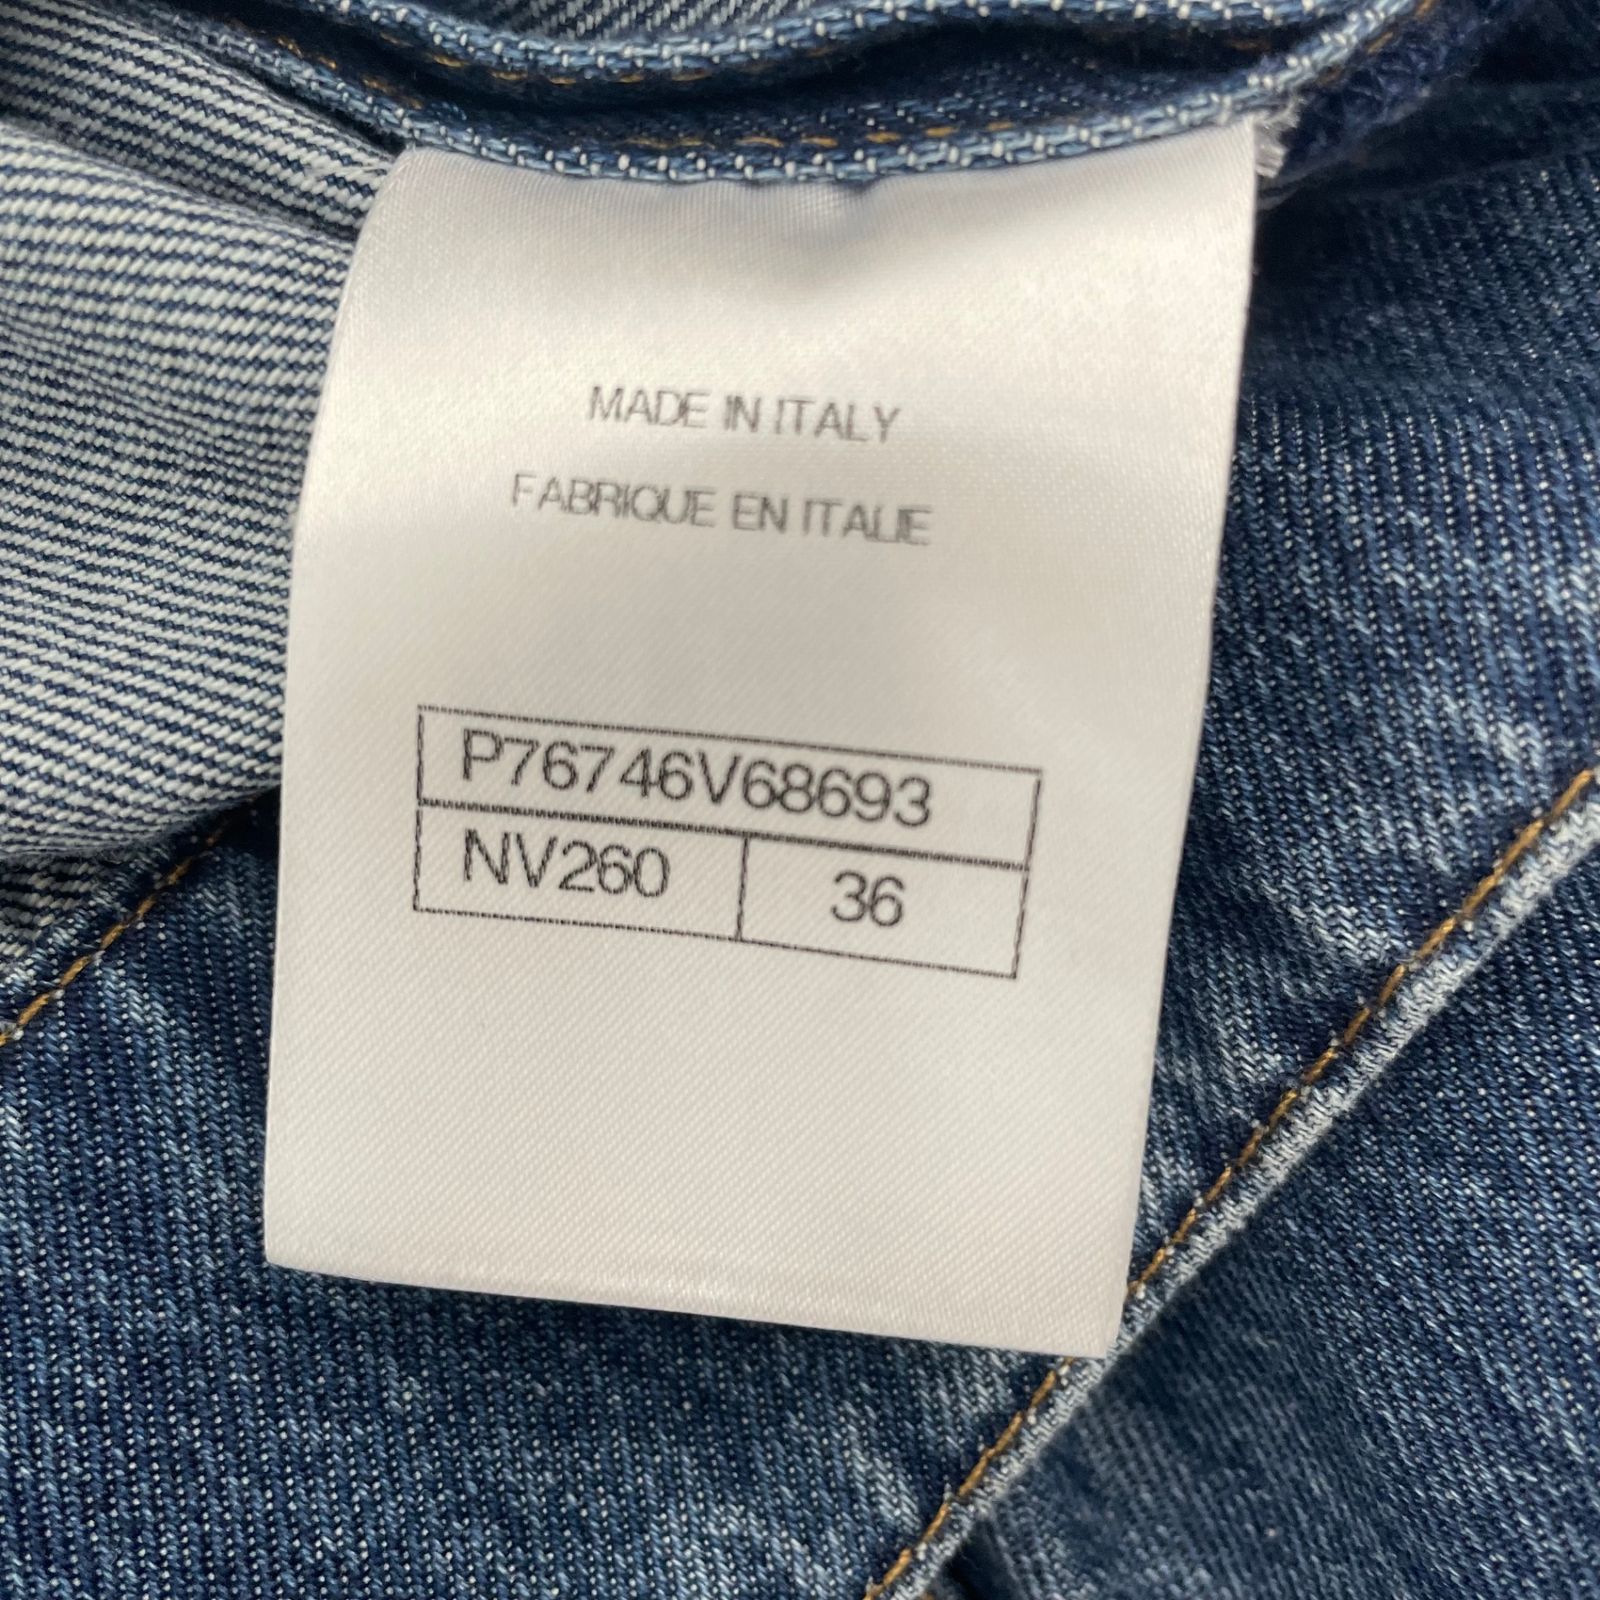 MADE IN ITALY
FABRIQUE EN ITALIE
P76746V68693
NV260 36